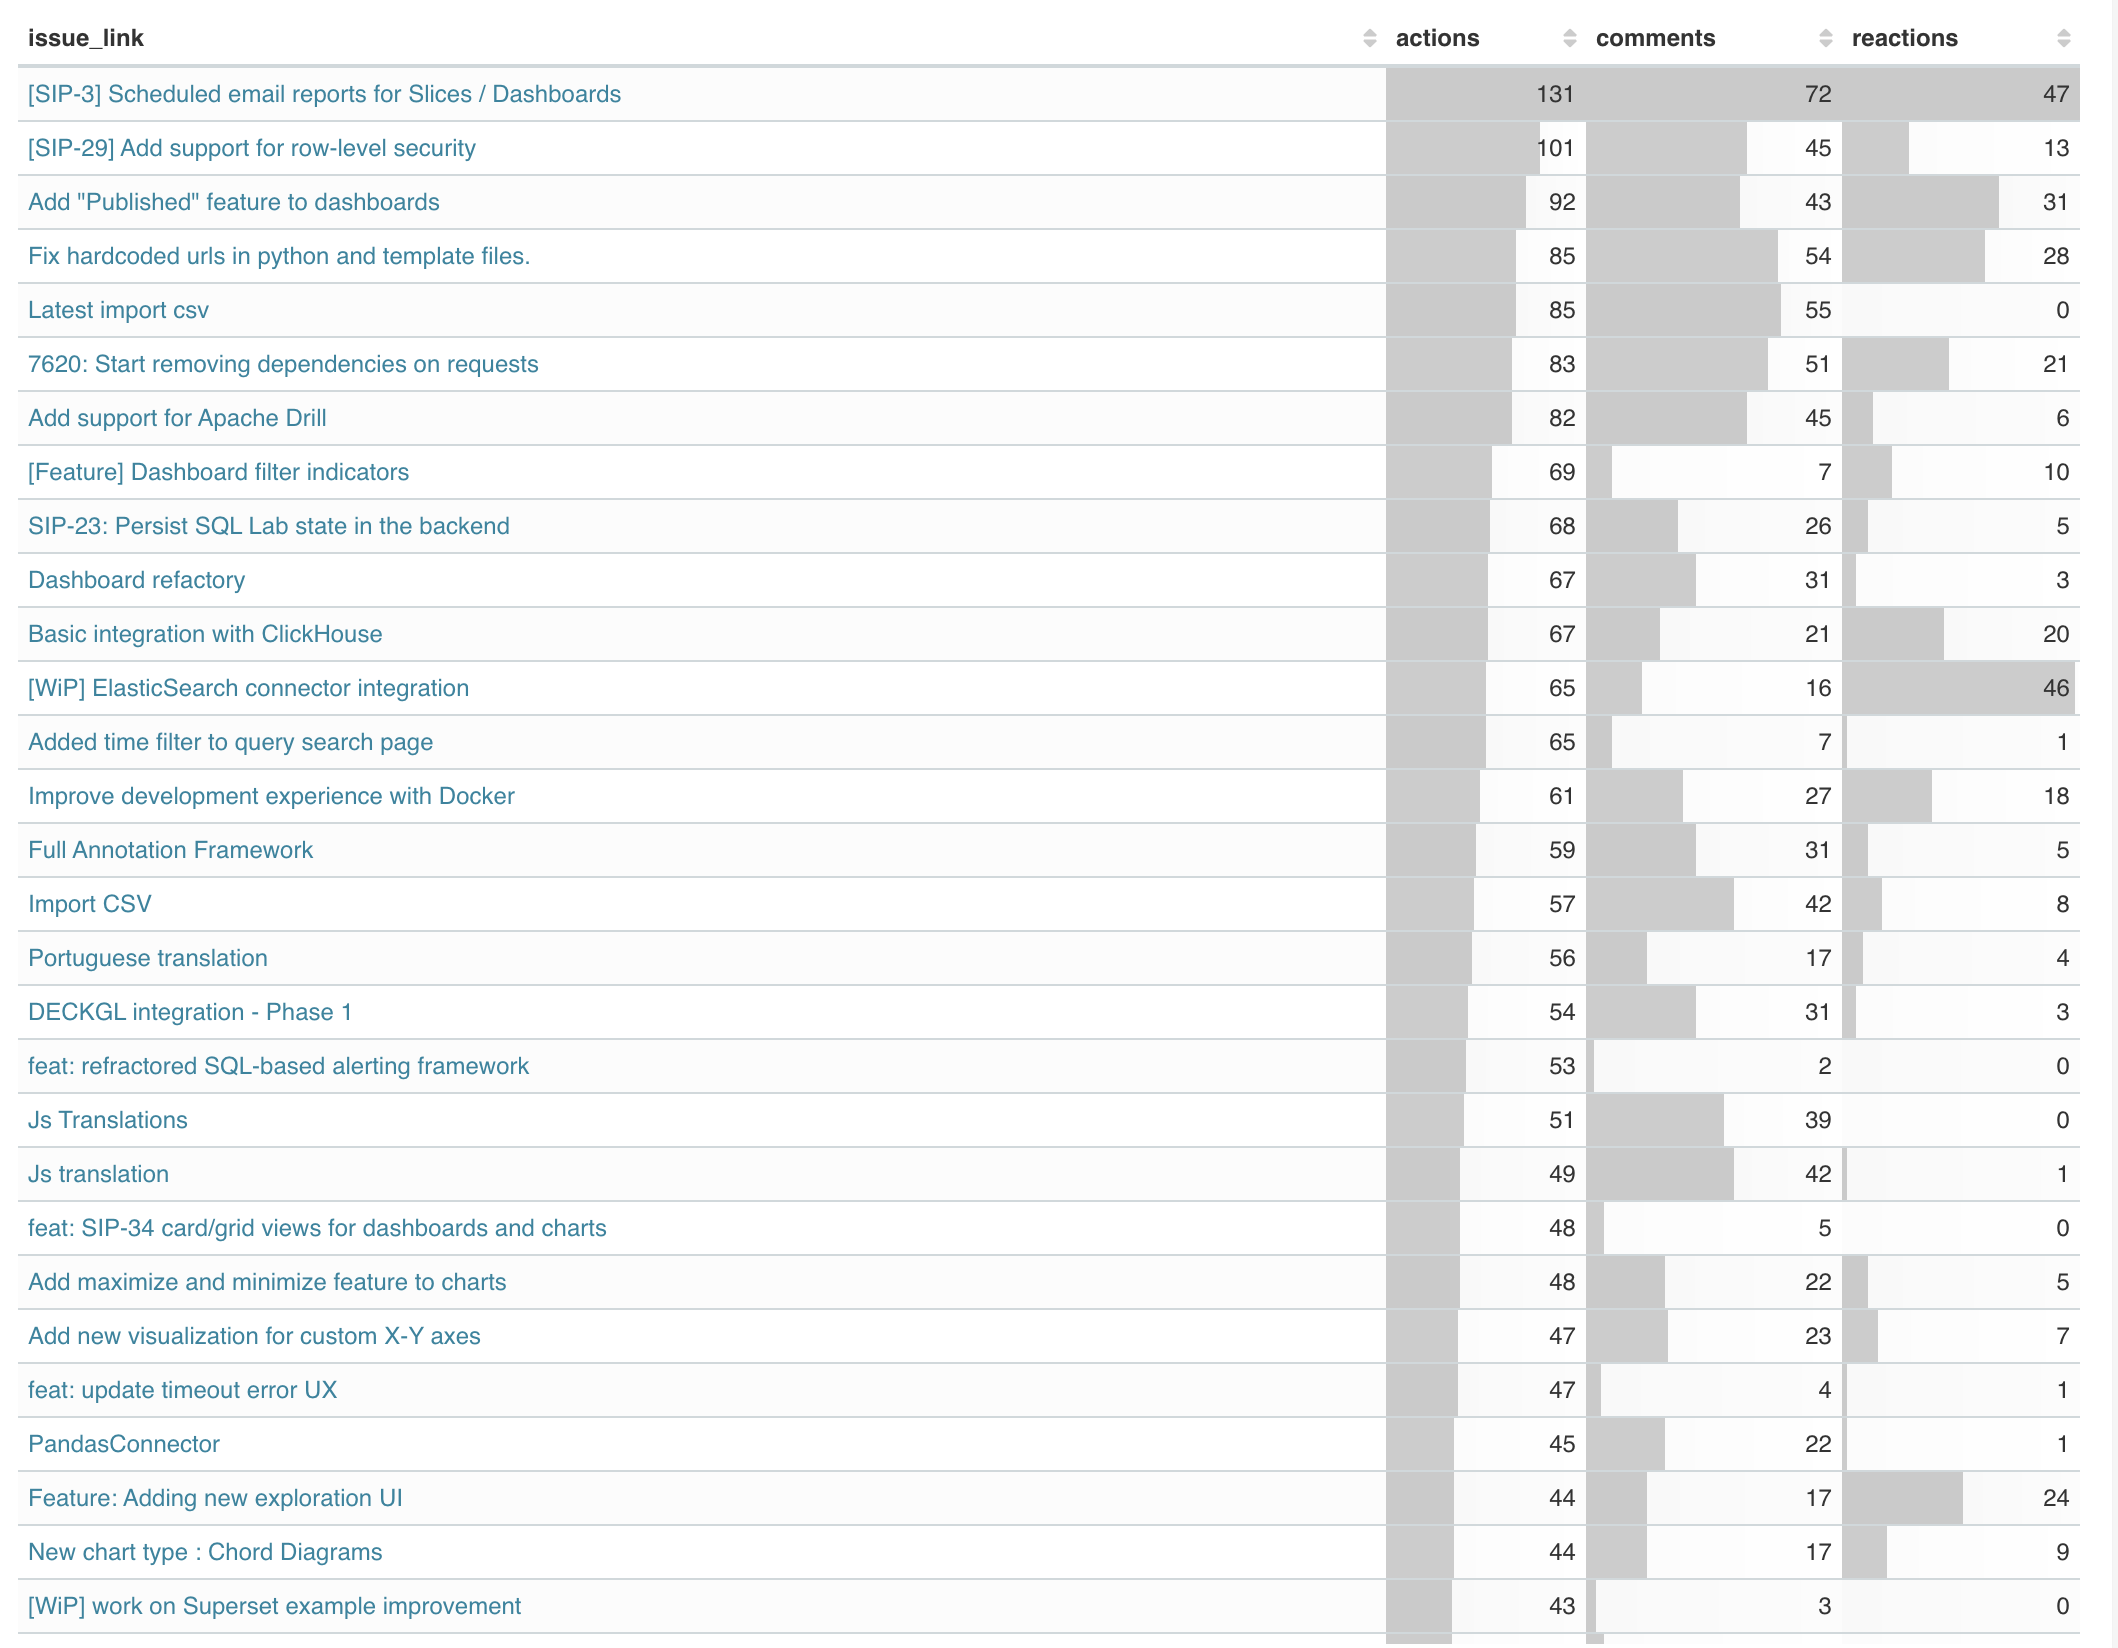 issue_link actions comments reactions
[SIP-3] Scheduled email reports for Slices / Dashboards 131 72 47
[SIP-29] Add support for row-level security 101 45 13
Add "Published" feature to dashboards 92 43 31
Fix hardcoded urls in python and template files. 85 54 28
Latest import csv 85 55 0
7620: Start removing dependencies on requests 83 51 21
Add support for Apache Drill 82 45 6
[Feature] Dashboard filter indicators 69 7 10
SIP-23: Persist SQL Lab state in the backend 68 26 5
Dashboard refactory 67 31 3
Basic integration with ClickHouse 67 21 20
[WiP] ElasticSearch connector integration 65 16 46
Added time filter to query search page 65 7 1
Improve development experience with Docker 61 27 18
Full Annotation Framework 59 31 5
Import CSV 57 42 8
Portuguese translation 56 17 4
DECKGL integration - Phase 1 54 31 3
feat: refractored SQL-based alerting framework 53 2 0
Js Translations 51 39 0
Js translation 49 42 1
feat: SIP-34 card/grid views for dashboards and charts 48 5 0
Add maximize and minimize feature to charts 48 22 5
Add new visualization for custom X-Y axes 47 23 7
feat: update timeout error UX 47 4 1
PandasConnector 45 22 1
Feature: Adding new exploration UI 44 17 24
New chart type : Chord Diagrams 44 17 9
[WiP] work on Superset example improvement 43 3 0